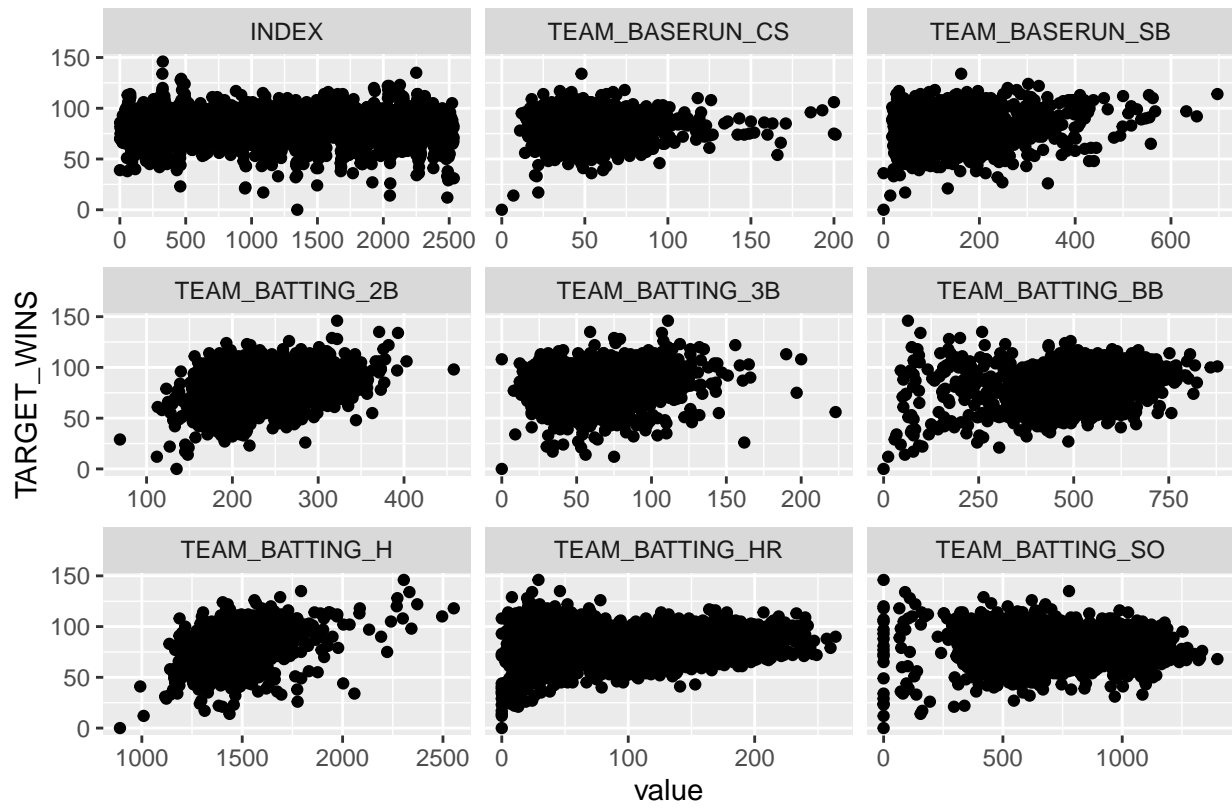 INDEX TEAM_BASERUN_CS TEAM_BASERUN_SB
150
100
50
0
0 500 1000 1500 2000 2500 50 100 150 200 0 200 400 600
TEAM_BATTING_2B TEAM_BATTING_3B TEAM_BATTING_BB
150
100
50
0
100 200 300 400 0 50 100 150 200 0 250 500 750
TEAM_BATTING_H TEAM_BATTING_HR TEAM_BATTING_SO
150
100
50
0
1000 1500 2000 2500 0 100 200 0 500 1000
TARGET_WINS
value